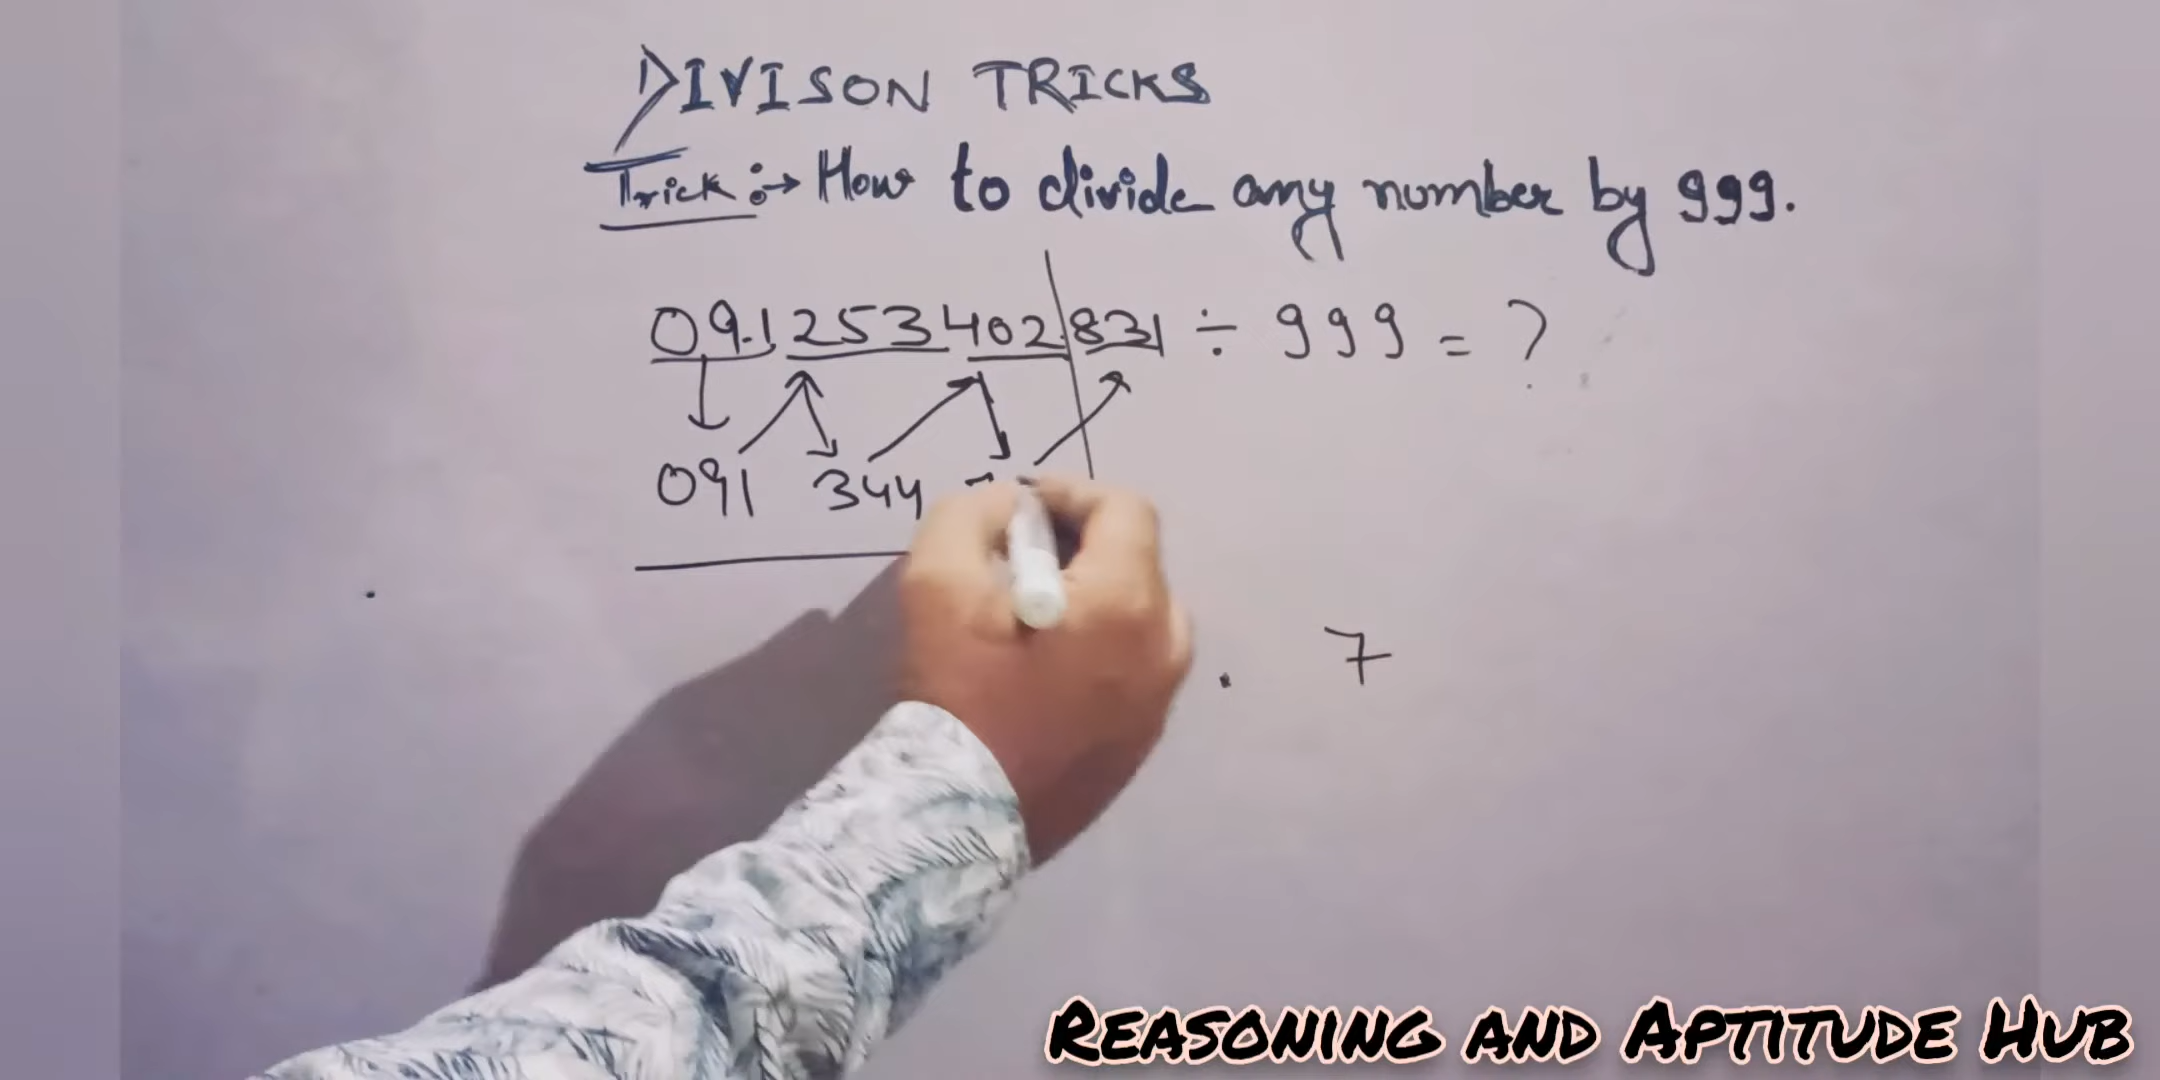 DIVISON TRICKS
Trick :→ How to divide any number by 999.
091253402831 ÷ 999 = ?
091 344
7
REASONING AND APTITUDE HUB